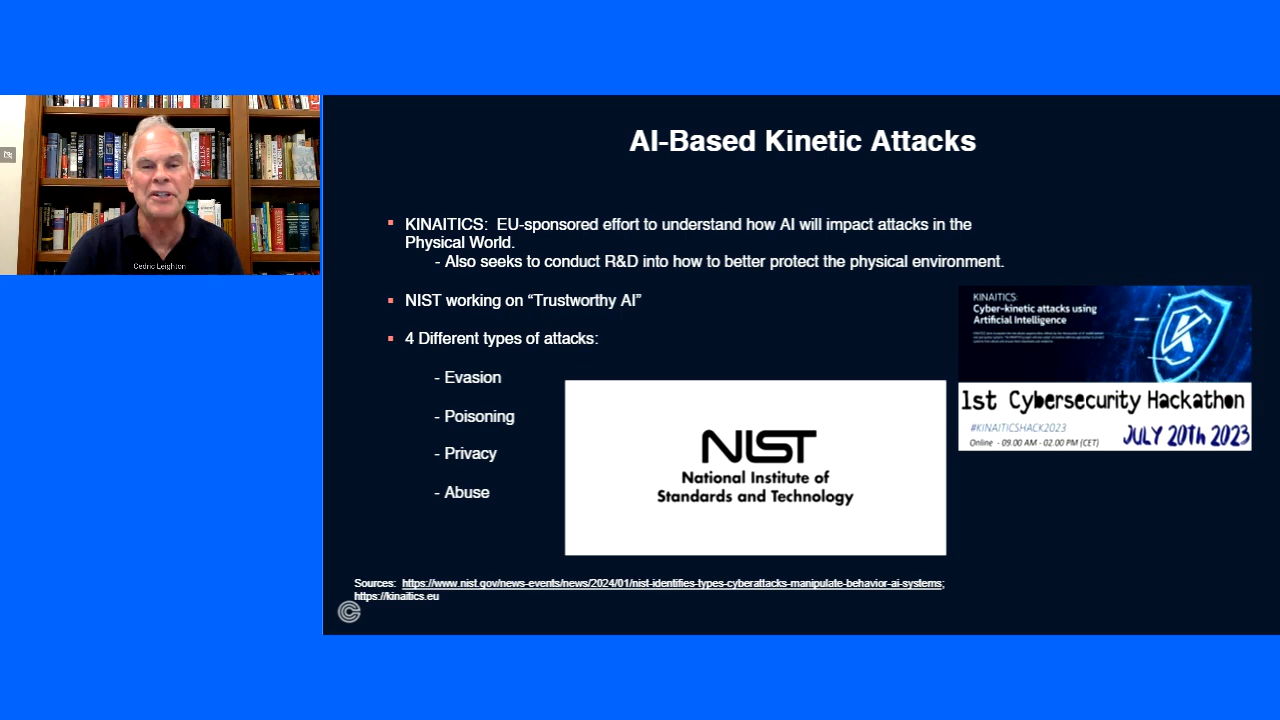 Cedric Leighton
AI-Based Kinetic Attacks
▪ KINAITICS: EU-sponsored effort to understand how AI will impact attacks in the
Physical World.
- Also seeks to conduct R&D into how to better protect the physical environment.
▪ NIST working on “Trustworthy AI”
▪ 4 Different types of attacks:
- Evasion
- Poisoning
- Privacy
- Abuse
NIST
National Institute of
Standards and Technology
KINAITICS:
Cyber-kinetic attacks using
Artificial Intelligence
1st Cybersecurity Hackathon
#KINAITICSHACK2023
Online - 09.00 AM - 02.00 PM (CET)
JULY 20TH 2023
Sources: https://www.nist.gov/news-events/news/2024/01/nist-identifies-types-cyberattacks-manipulate-behavior-ai-systems;
https://kinaitics.eu